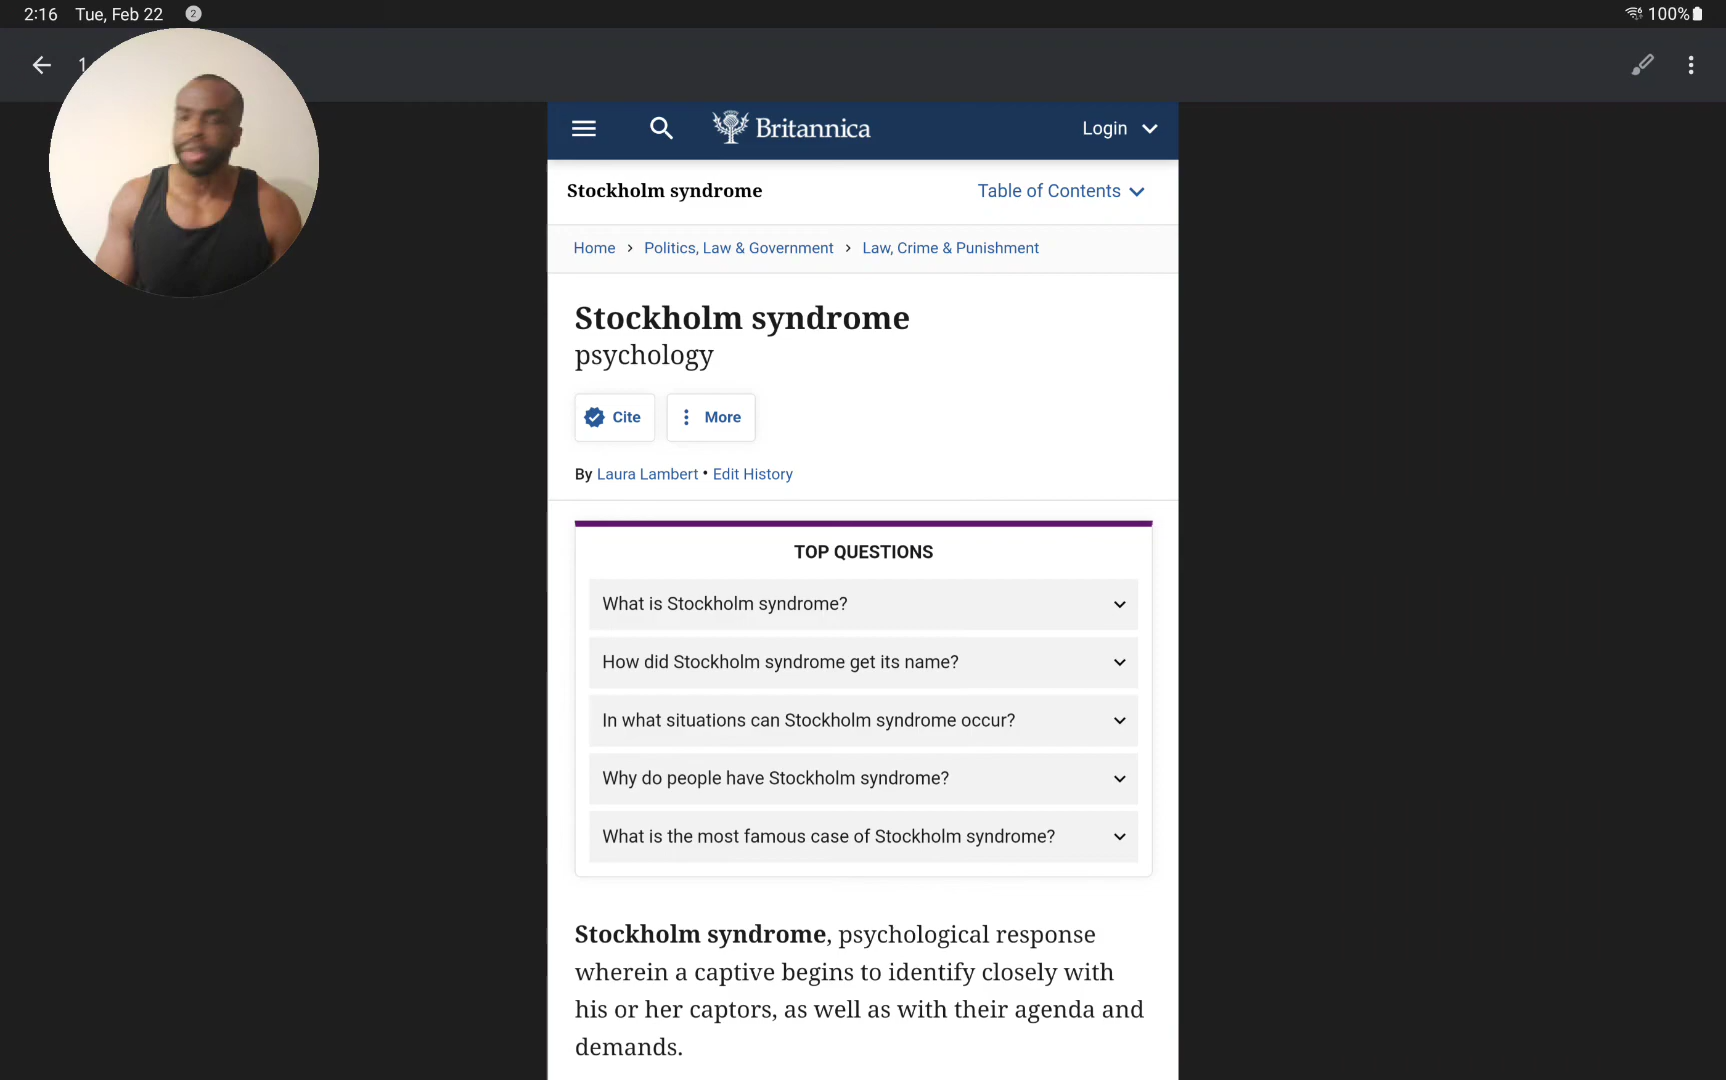 2:16 Tue, Feb 22 2 100%
1
Britannica Login
Stockholm syndrome Table of Contents
Home > Politics, Law & Government > Law, Crime & Punishment
Stockholm syndrome
psychology
Cite More
By Laura Lambert • Edit History
TOP QUESTIONS
What is Stockholm syndrome?
How did Stockholm syndrome get its name?
In what situations can Stockholm syndrome occur?
Why do people have Stockholm syndrome?
What is the most famous case of Stockholm syndrome?
Stockholm syndrome, psychological response
wherein a captive begins to identify closely with
his or her captors, as well as with their agenda and
demands.